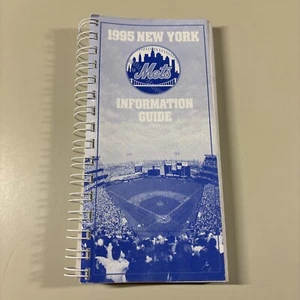 1995 NEW YORK
Mets
INFORMATION
GUIDE